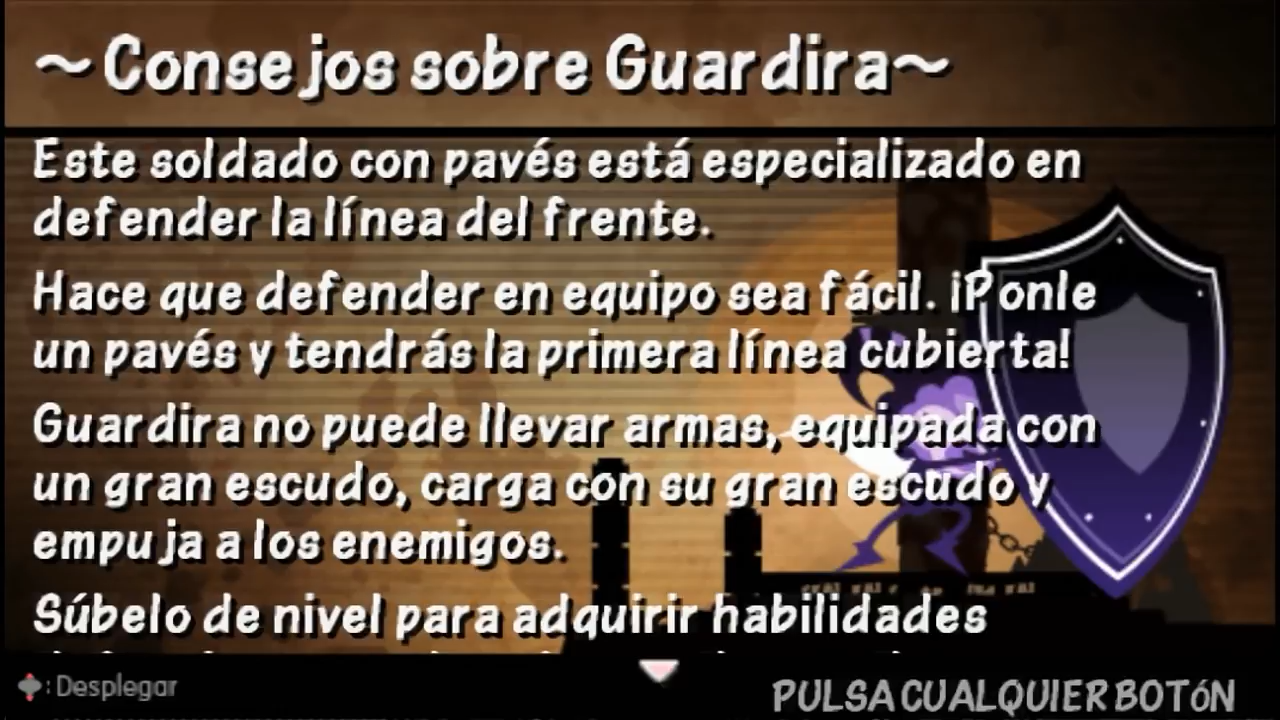 ~Consejos sobre Guardira~
Este soldado con pavés está especializado en
defender la línea del frente.
Hace que defender en equipo sea fácil. ¡Ponle
un pavés y tendrás la primera línea cubierta!
Guardira no puede llevar armas, equipada con
un gran escudo, carga con su gran escudo y
empuja a los enemigos.
Súbelo de nivel para adquirir habilidades
: Desplegar
PULSA CUALQUIER BOTÓN